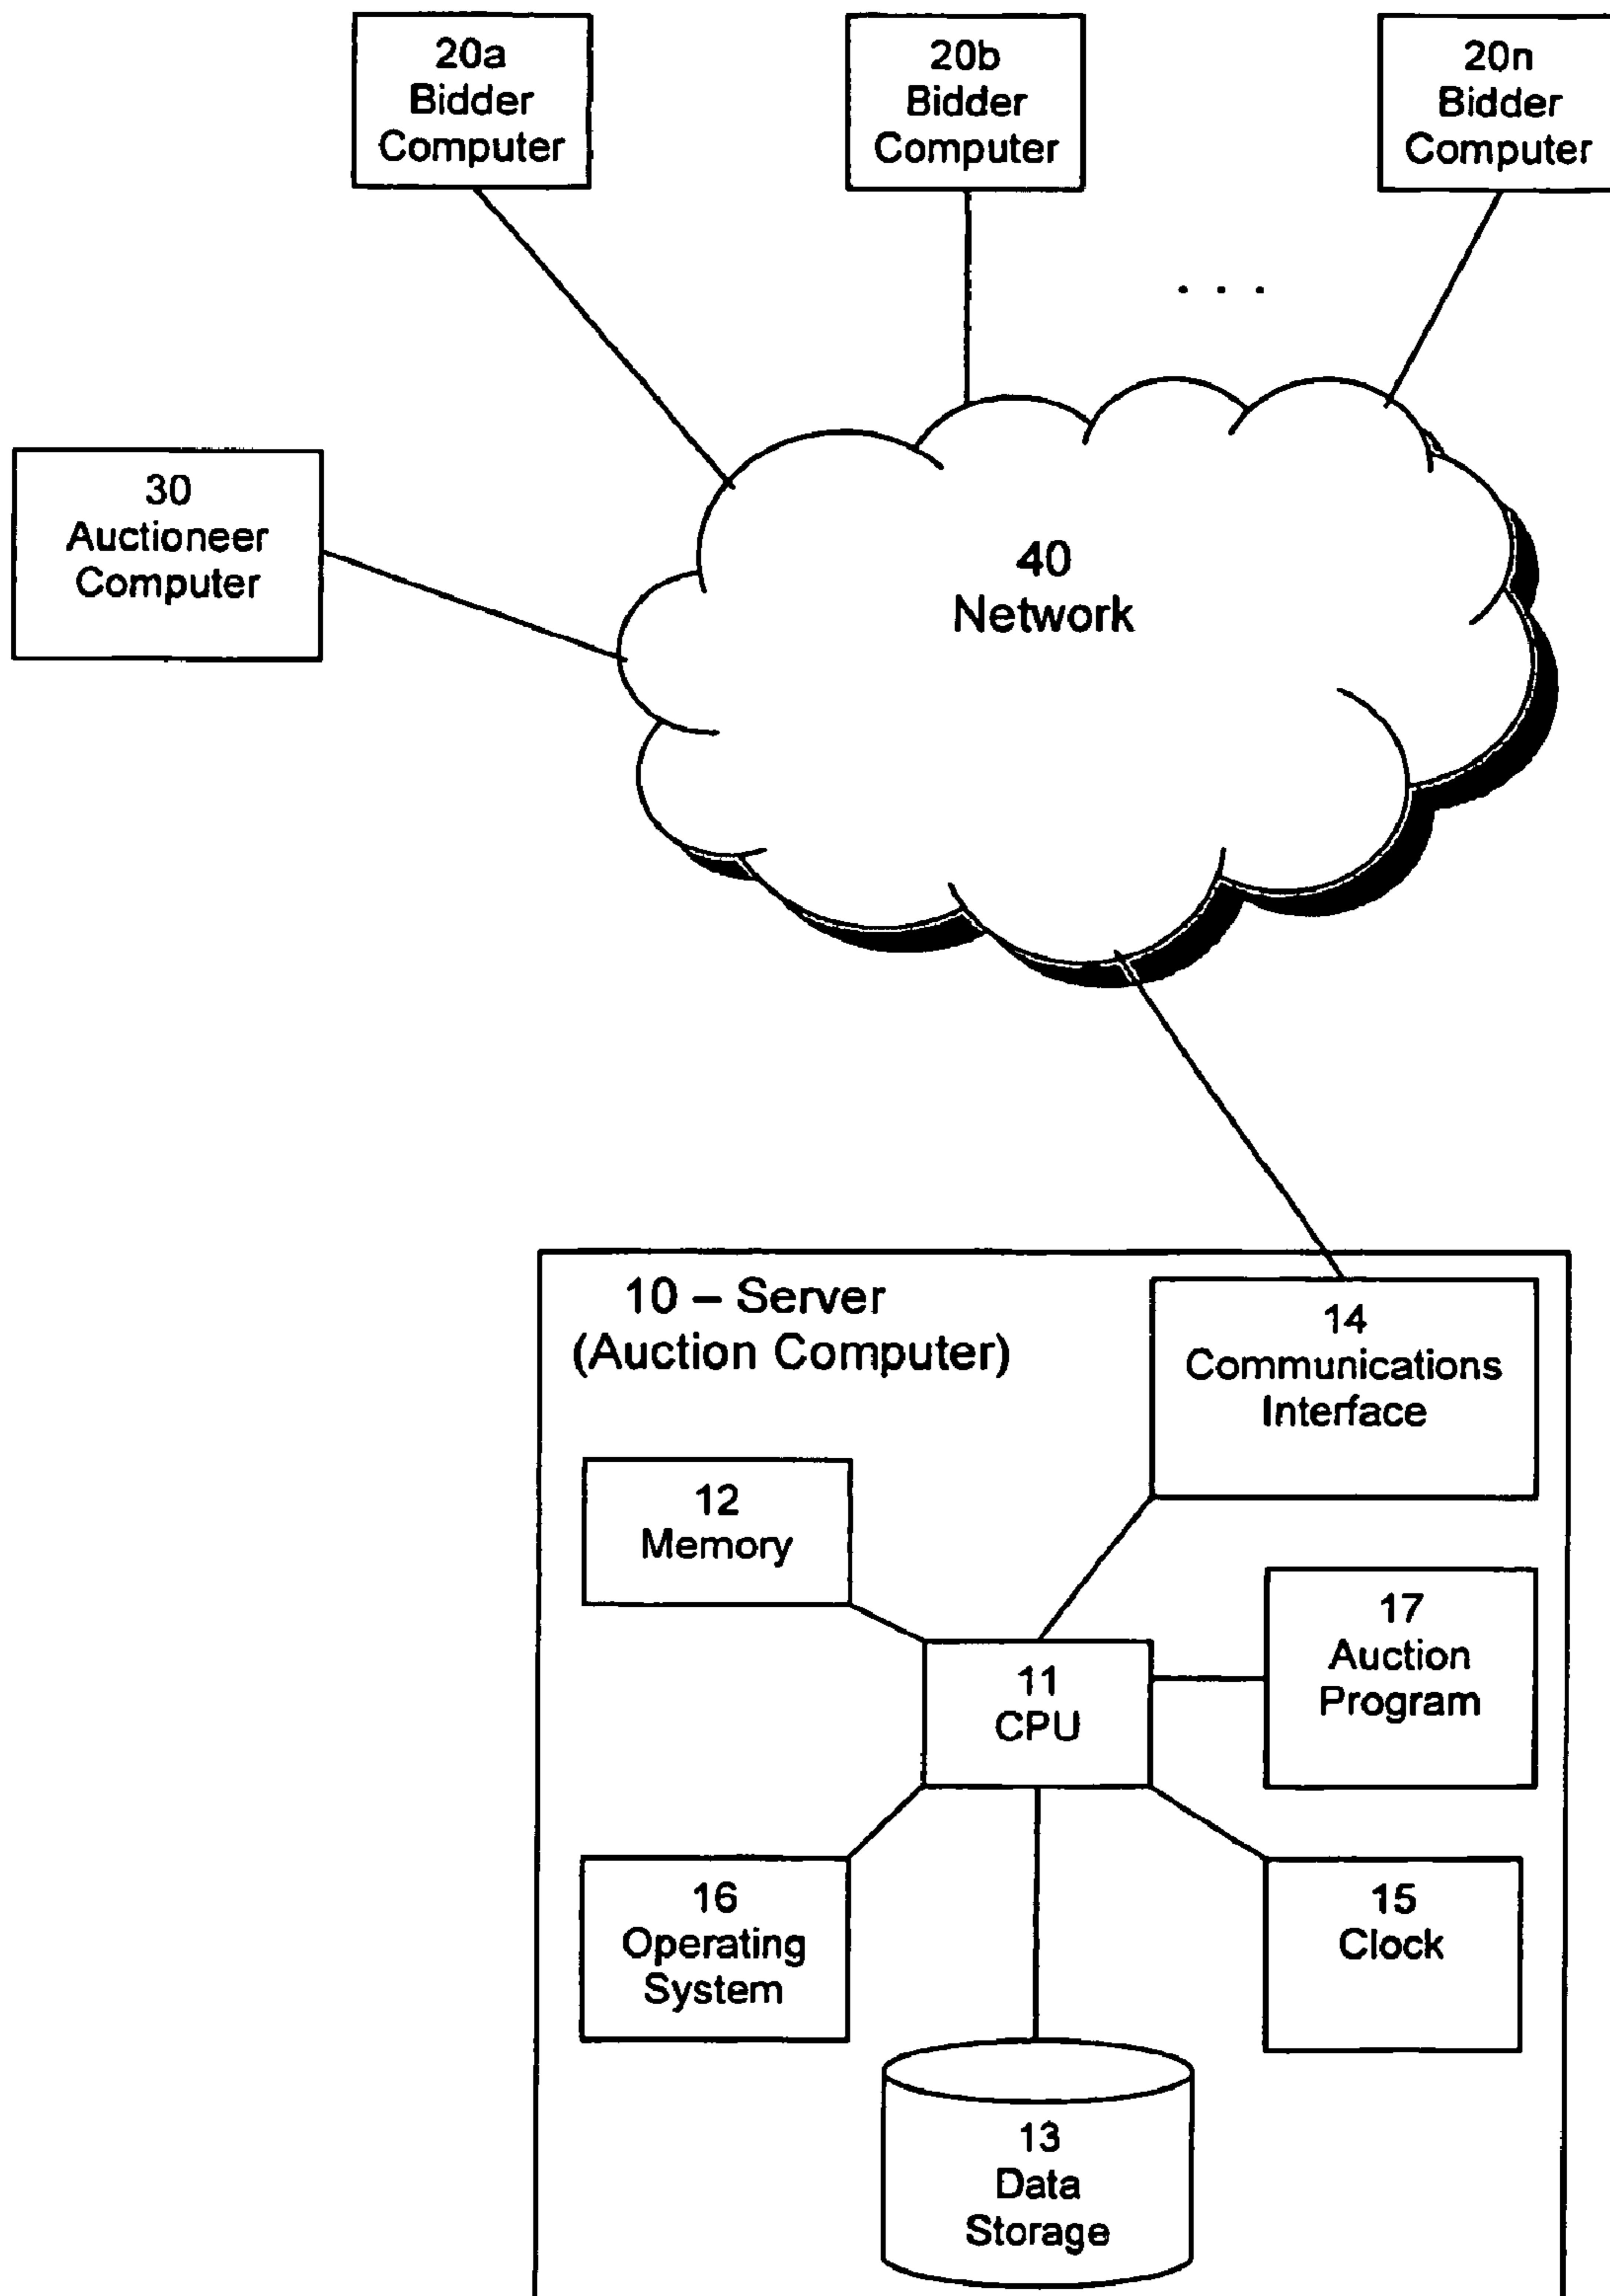 20a
Bidder
Computer
20b
Bidder
Computer
20n
Bidder
Computer
. . .
30
Auctioneer
Computer
40
Network
10 – Server
(Auction Computer)
14
Communications
Interface
12
Memory
17
Auction
Program
11
CPU
16
Operating
System
15
Clock
13
Data
Storage